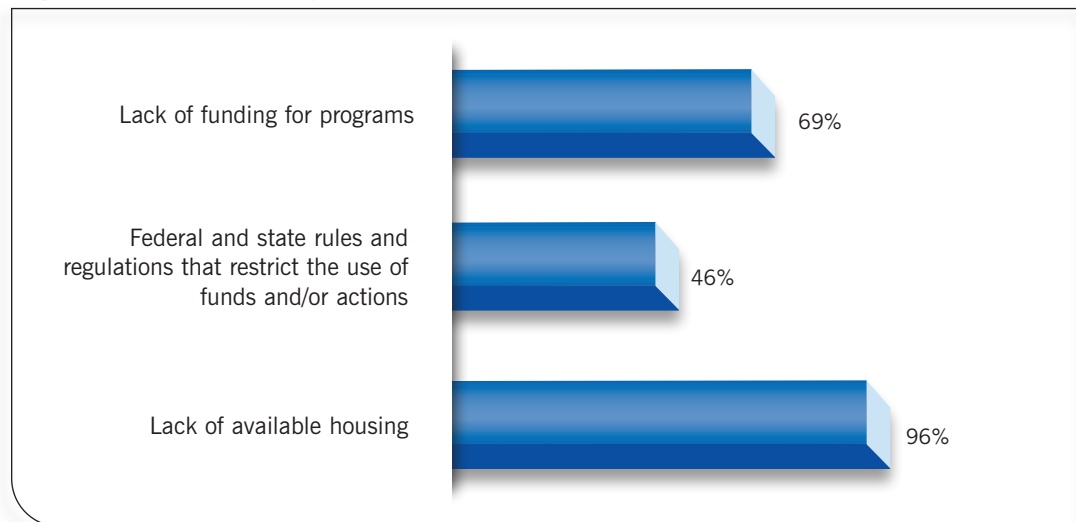 Lack of funding for programs
69%
Federal and state rules and
regulations that restrict the use of
funds and/or actions
46%
Lack of available housing
96%